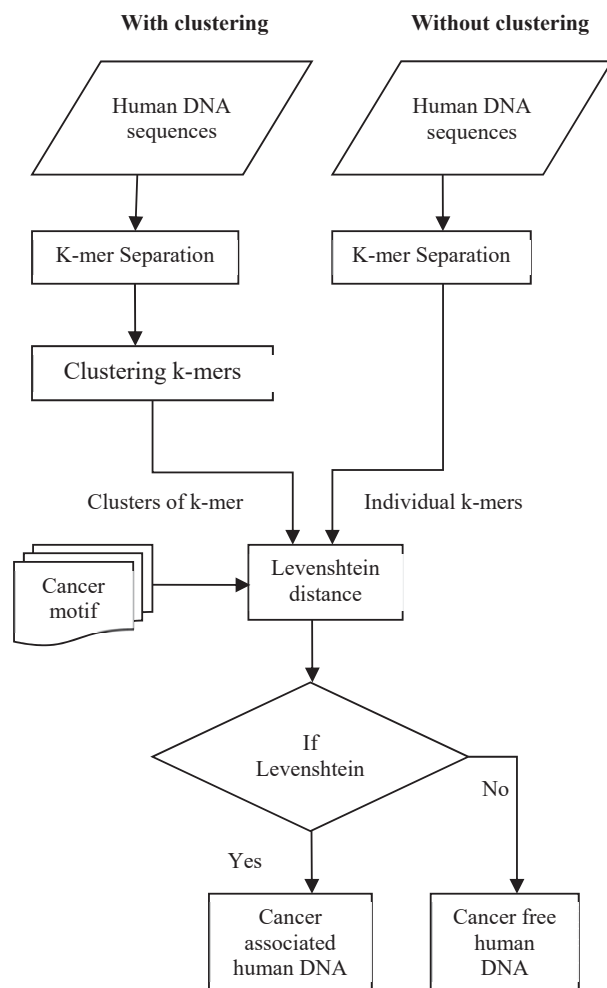 With clustering
Without clustering
Human DNA
sequences
Human DNA
sequences
K-mer Separation
K-mer Separation
Clustering k-mers
Clusters of k-mer
Individual k-mers
Cancer
motif
Levenshtein
distance
If
Levenshtein
No
Yes
Cancer
associated
human DNA
Cancer free
human
DNA